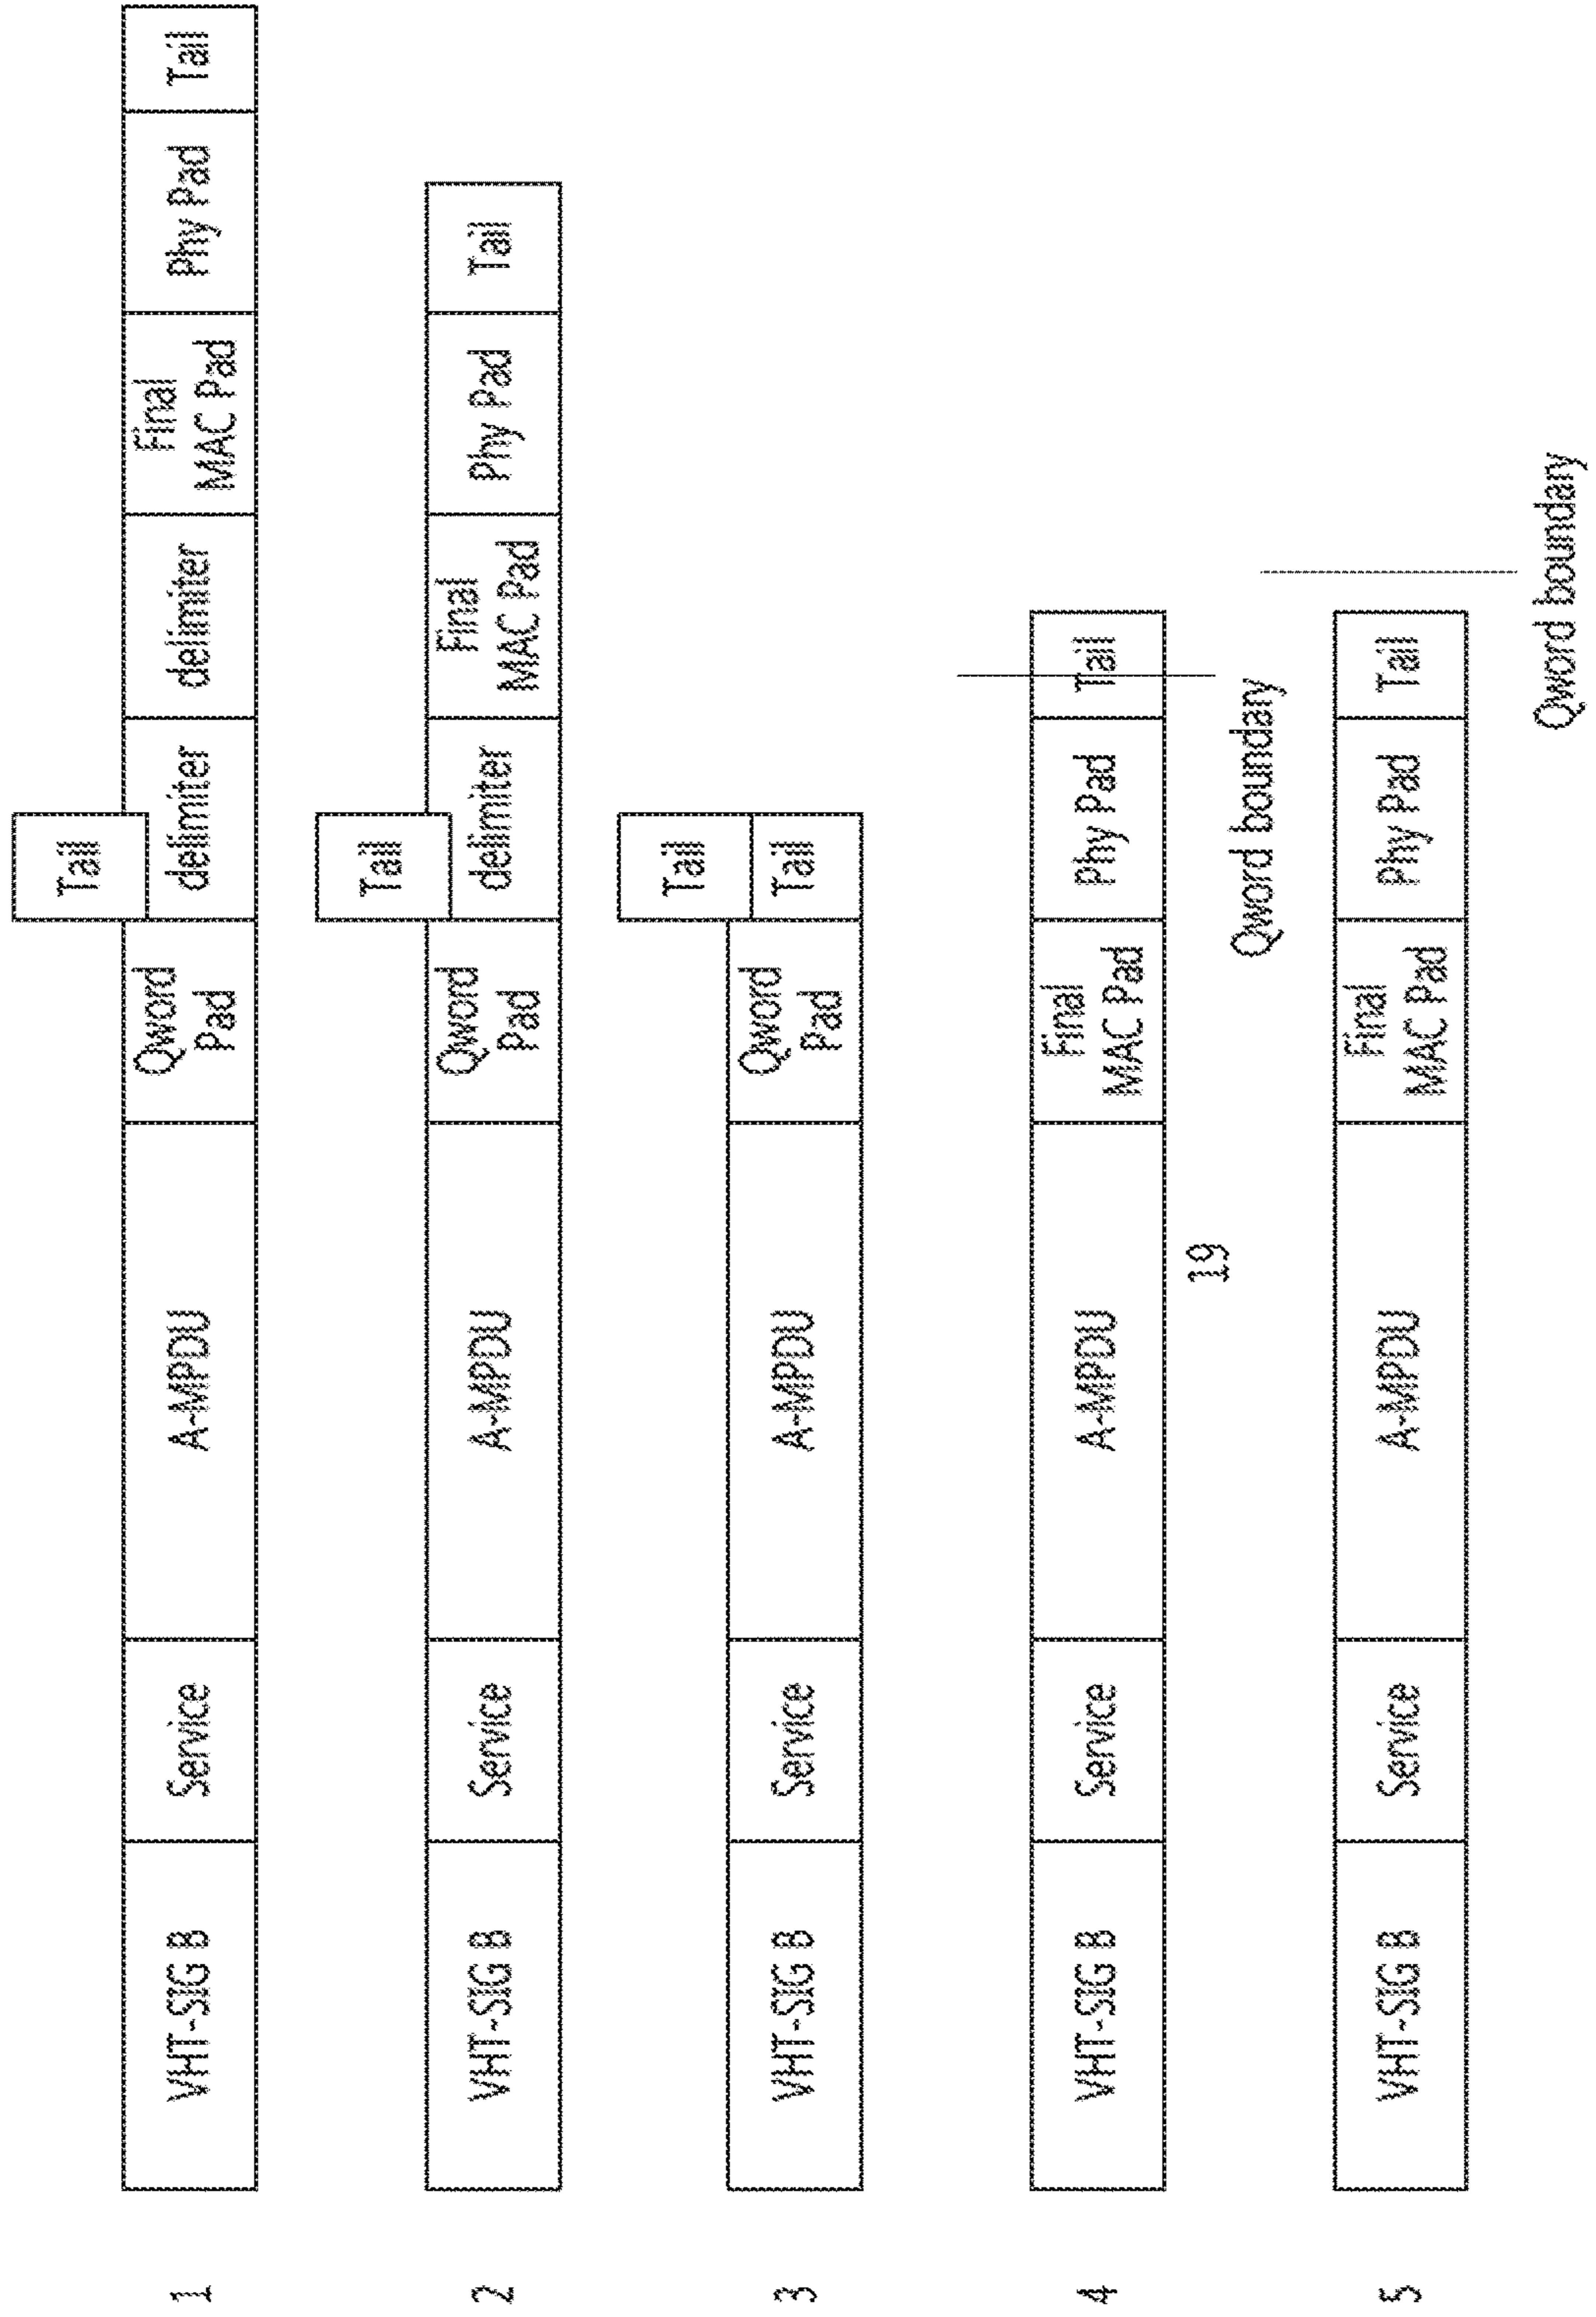 Tail
1
VHT-SIG B
Service
A-MPDU
Qword
Pad
delimiter
delimiter
Final
MAC Pad
Phy Pad
Tail
Tail
2
VHT-SIG B
Service
A-MPDU
Qword
Pad
delimiter
Final
MAC Pad
Phy Pad
Tail
Tail
3
VHT-SIG B
Service
A-MPDU
Qword
Pad
Tail
4
VHT-SIG B
Service
A-MPDU
Final
MAC Pad
Phy Pad
Tail
19
Qword boundary
5
VHT-SIG B
Service
A-MPDU
Final
MAC Pad
Phy Pad
Tail
Qword boundary